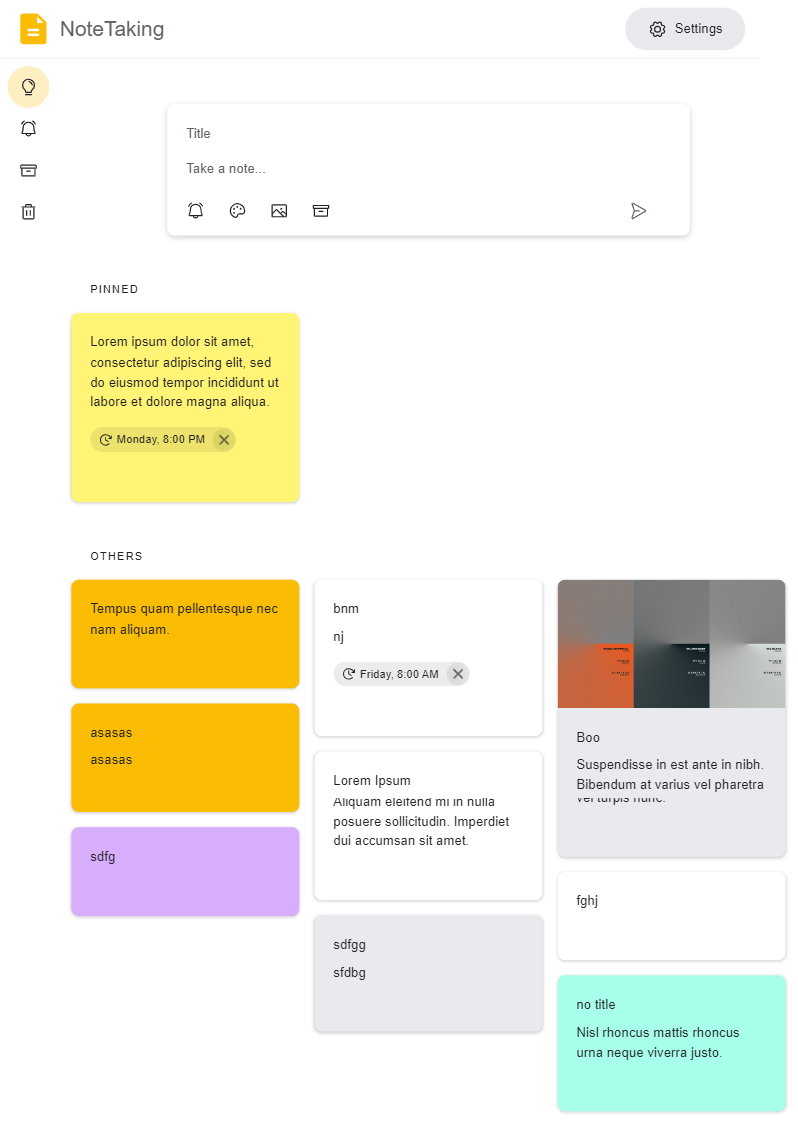 NoteTaking
Settings
Title
Take a note...
PINNED
Lorem ipsum dolor sit amet,
consectetur adipiscing elit, sed
do eiusmod tempor incididunt ut
labore et dolore magna aliqua.
Monday, 8:00 PM
OTHERS
Tempus quam pellentesque nec
nam aliquam.
asasas
asasas
sdfg
bnm
nj
Friday, 8:00 AM
Lorem Ipsum
Aliquam eleifend mi in nulla
posuere sollicitudin. Imperdiet
dui accumsan sit amet.
sdfgg
sfdbg
Boo
Suspendisse in est ante in nibh.
Bibendum at varius vel pharetra
vel turpis nunc.
fghj
no title
Nisl rhoncus mattis rhoncus
urna neque viverra justo.